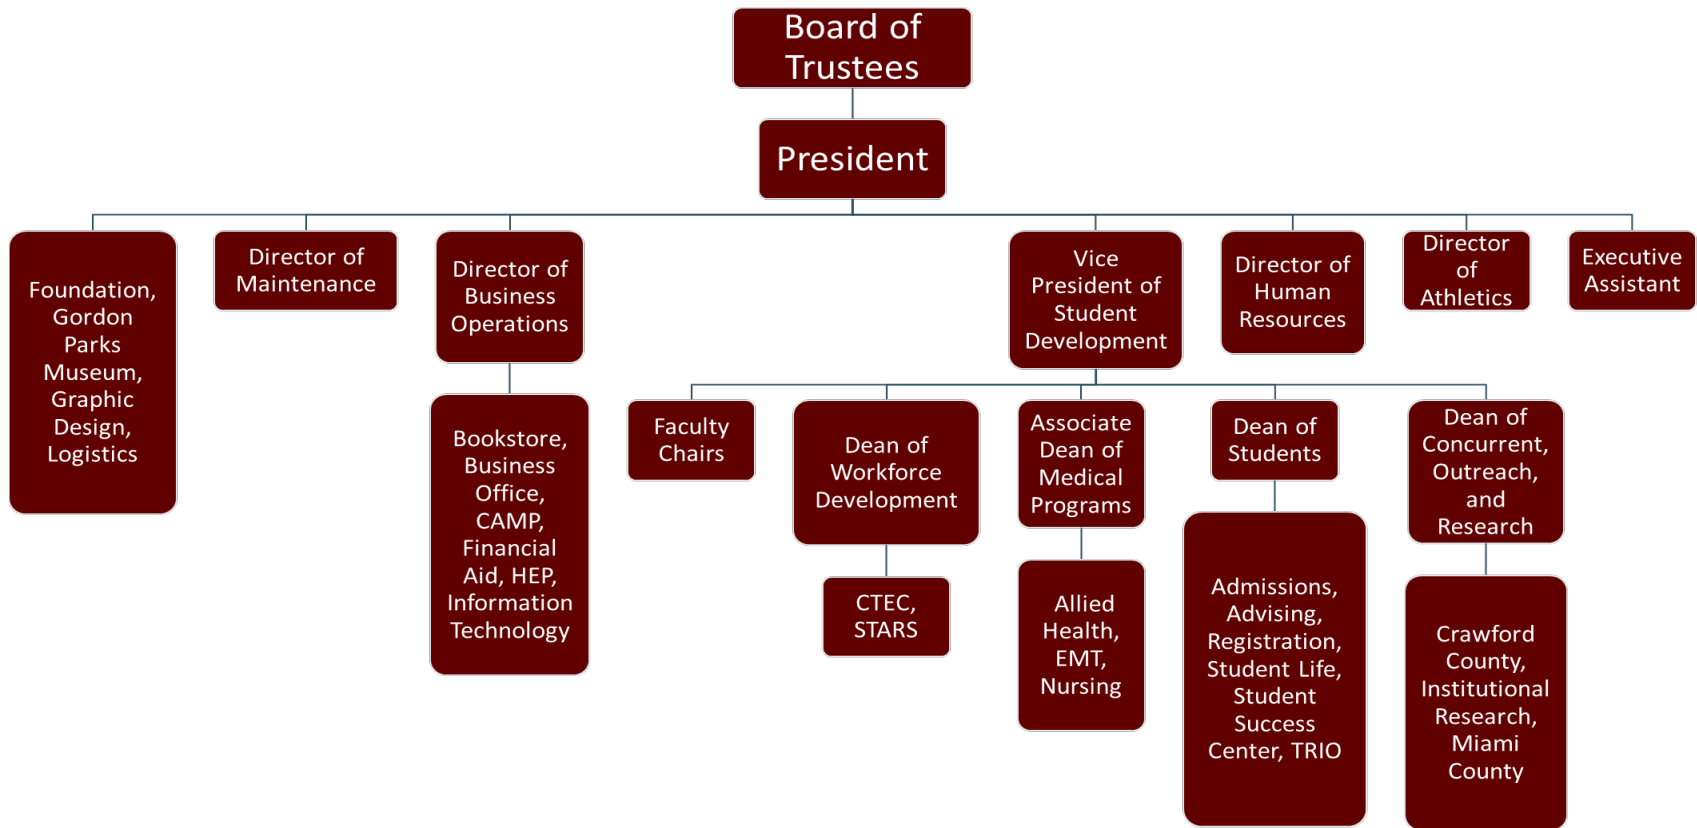 Board of
Trustees
President
Foundation,
Gordon
Parks
Museum,
Graphic
Design,
Logistics
Director of
Maintenance
Director of
Business
Operations
Vice
President of
Student
Development
Director of
Human
Resources
Director
of
Athletics
Executive
Assistant
Bookstore,
Business
Office,
CAMP,
Financial
Aid, HEP,
Information
Technology
Faculty
Chairs
Dean of
Workforce
Development
Associate
Dean of
Medical
Programs
Dean of
Students
Dean of
Concurrent,
Outreach,
and
Research
CTEC,
STARS
Allied
Health,
EMT,
Nursing
Admissions,
Advising,
Registration,
Student Life,
Student
Success
Center, TRIO
Crawford
County,
Institutional
Research,
Miami
County